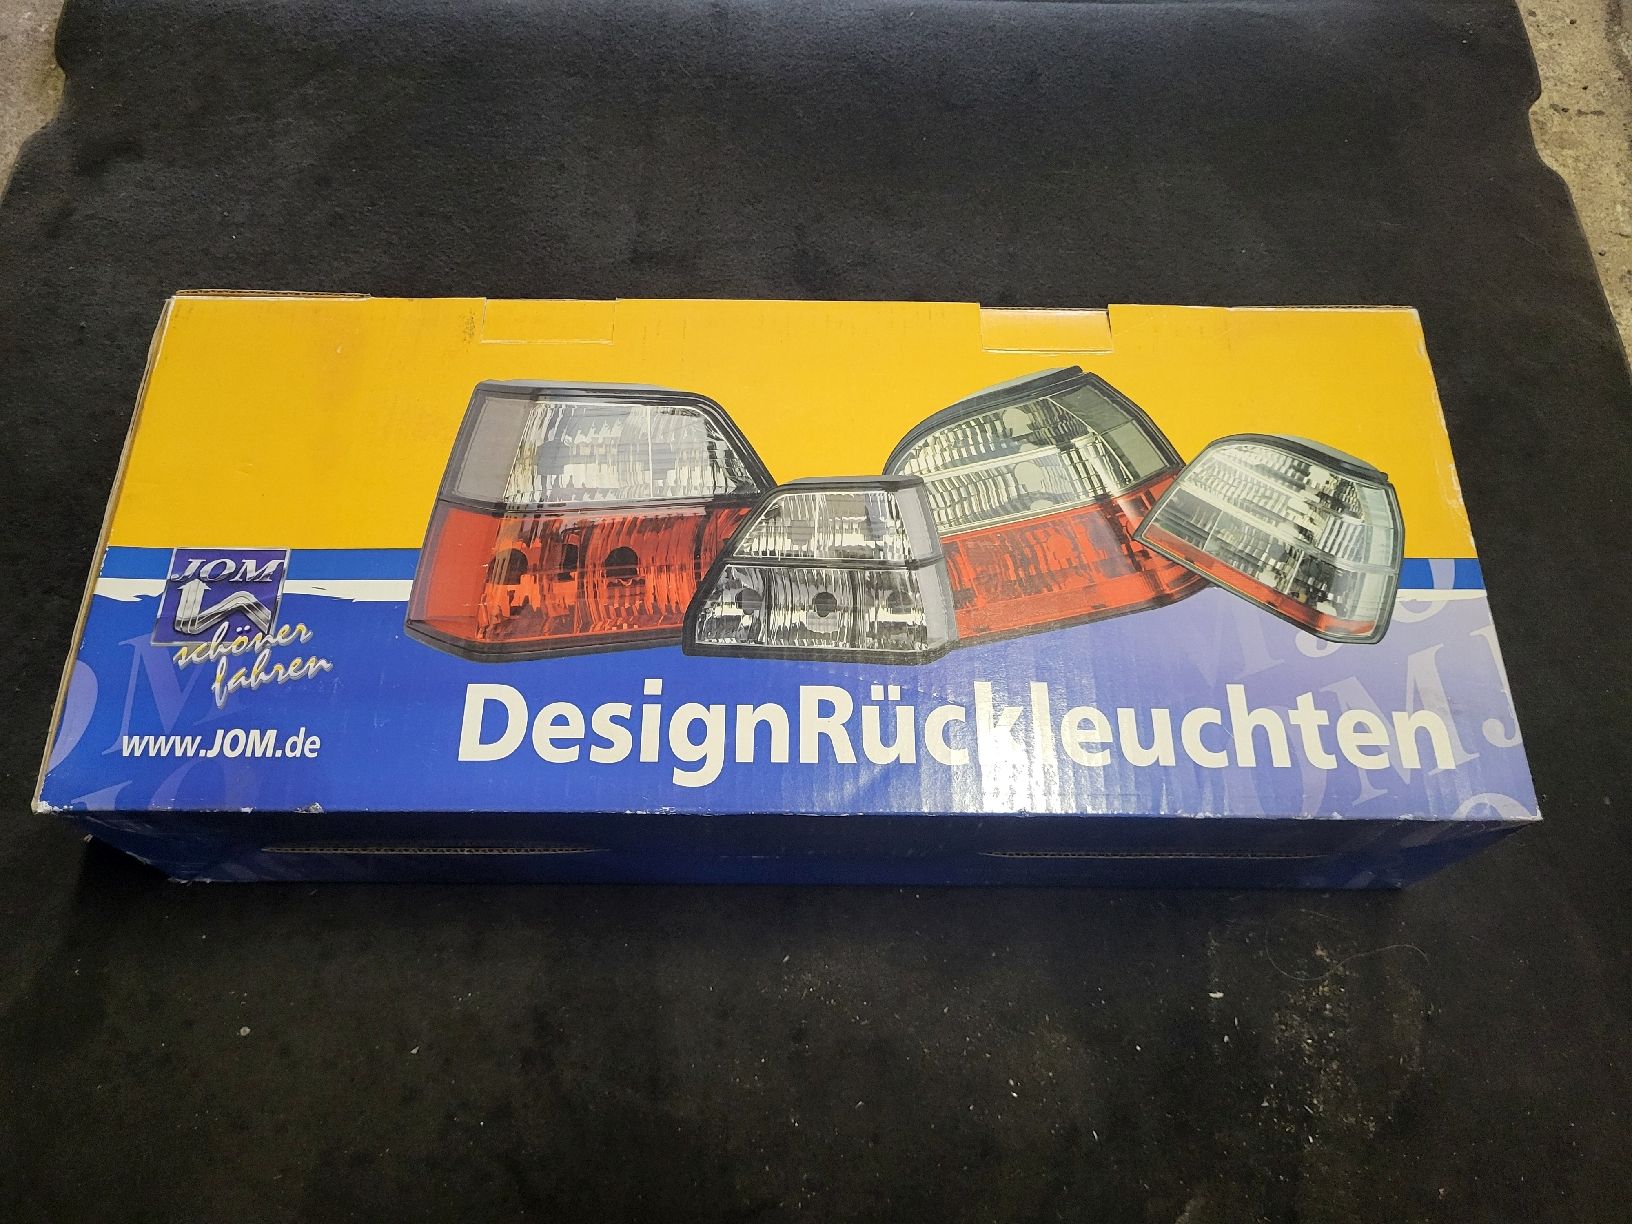 JOM
schöner
fahren
www.JOM.de
DesignRückleuchten